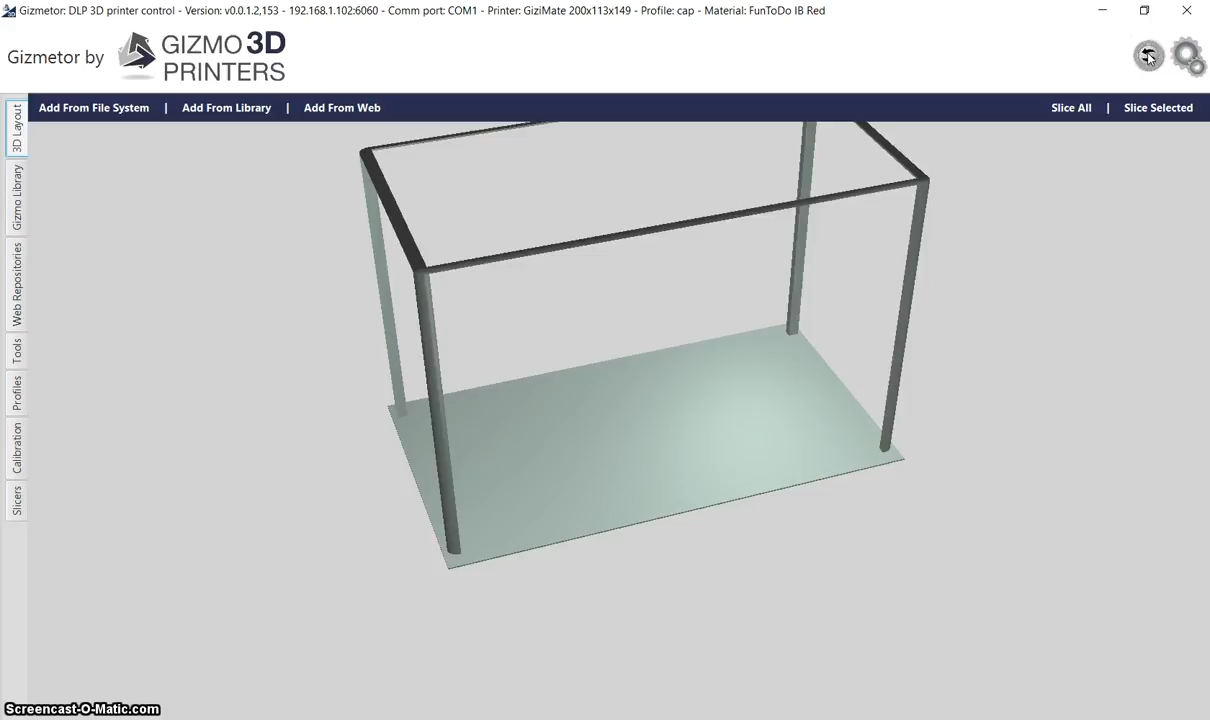 Gizmetor: DLP 3D printer control - Version: v0.0.1.2,153 - 192.168.1.102:6060 - Comm port: COM1 - Printer: GiziMate 200x113x149 - Profile: cap - Material: FunToDo IB Red
Gizmetor by
GIZMO 3D
PRINTERS
Add From File System | Add From Library | Add From Web
Slice All | Slice Selected
3D Layout
Gizmo Library
Web Repositories
Tools
Profiles
Calibration
Slicers
Screencast-O-Matic.com